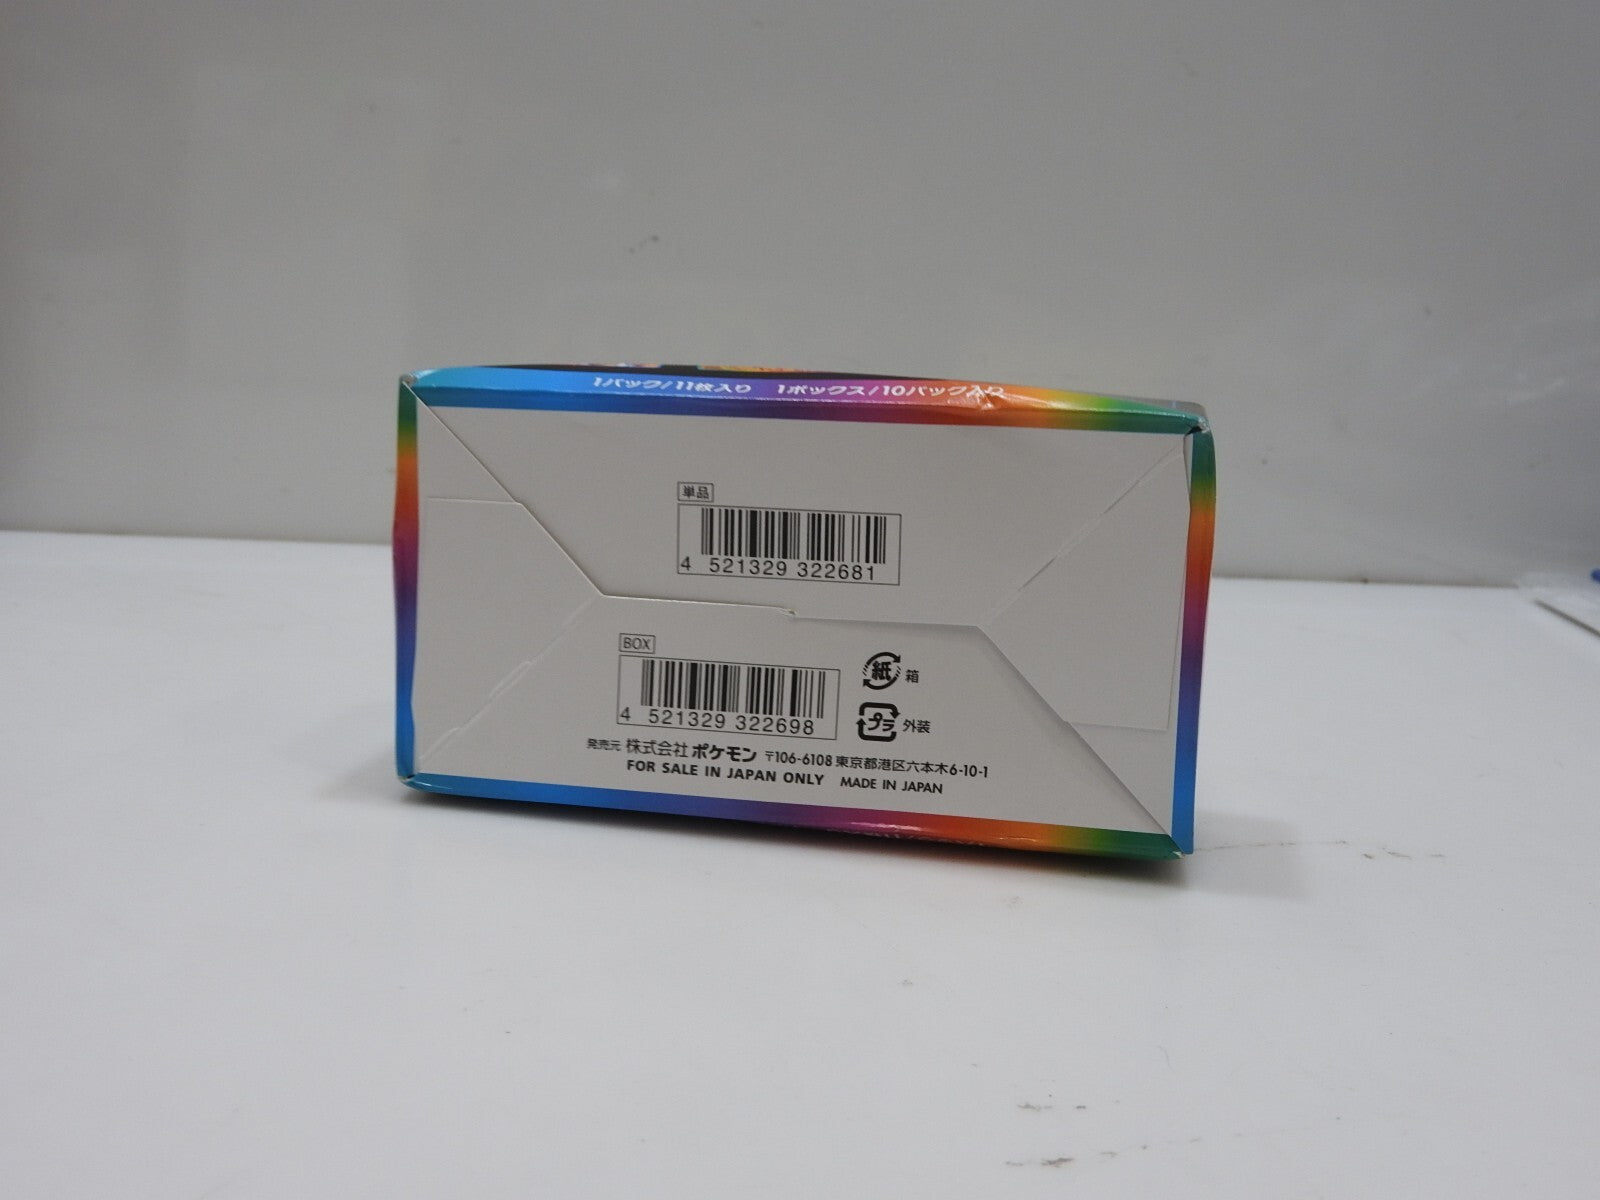 1パック/11枚入り 1ボックス/10パック入り
単品
4 521329 322681
BOX
4 521329 322698
紙 箱
プラ 外装
発売元 株式会社 ポケモン 〒106-6108 東京都港区六本木6-10-1
FOR SALE IN JAPAN ONLY MADE IN JAPAN